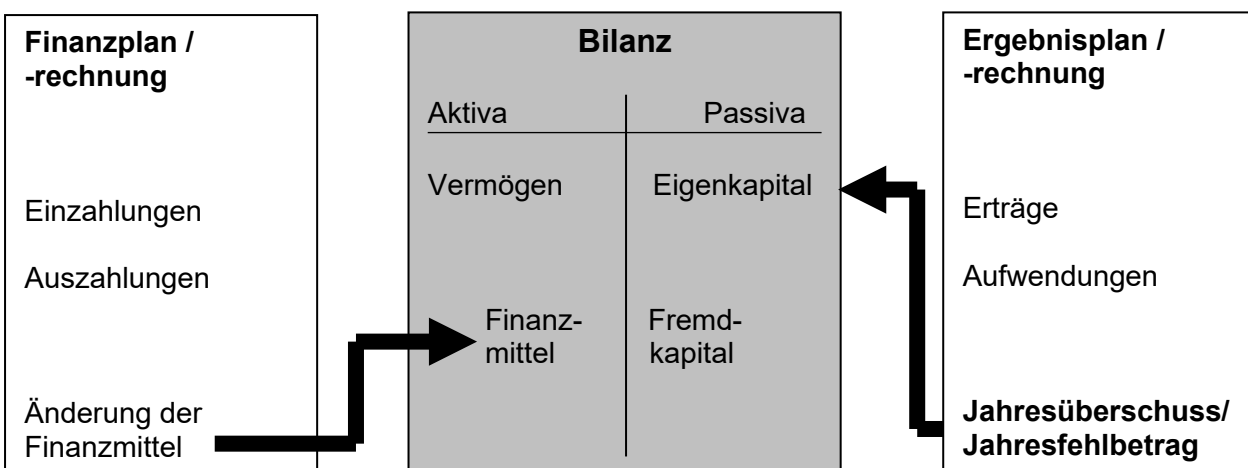 Finanzplan /
-rechnung
Einzahlungen
Auszahlungen
Änderung der
Finanzmittel
Bilanz
Aktiva
Passiva
Vermögen
Eigenkapital
Finanz-
mittel
Fremd-
kapital
Ergebnisplan /
-rechnung
Erträge
Aufwendungen
Jahresüberschuss/
Jahresfehlbetrag